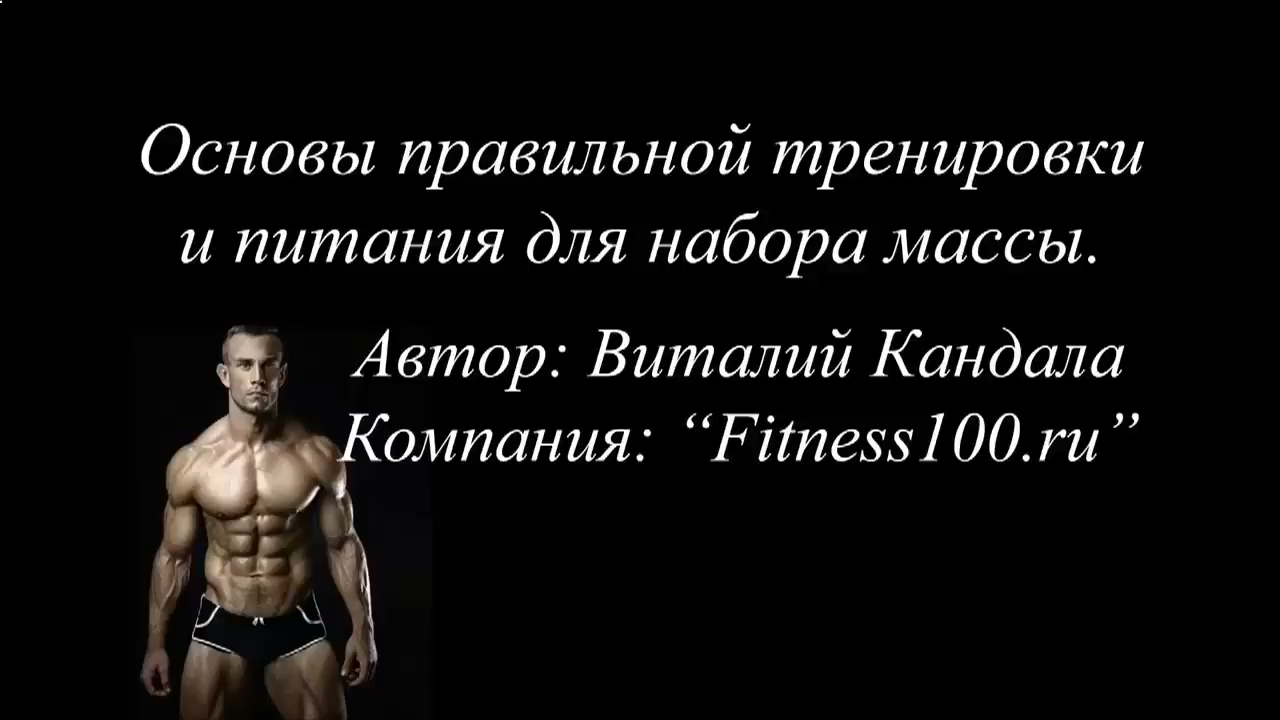 Основы правильной тренировки
и питания для набора массы.
Автор: Виталий Кандала
Компания: “Fitness100.ru”